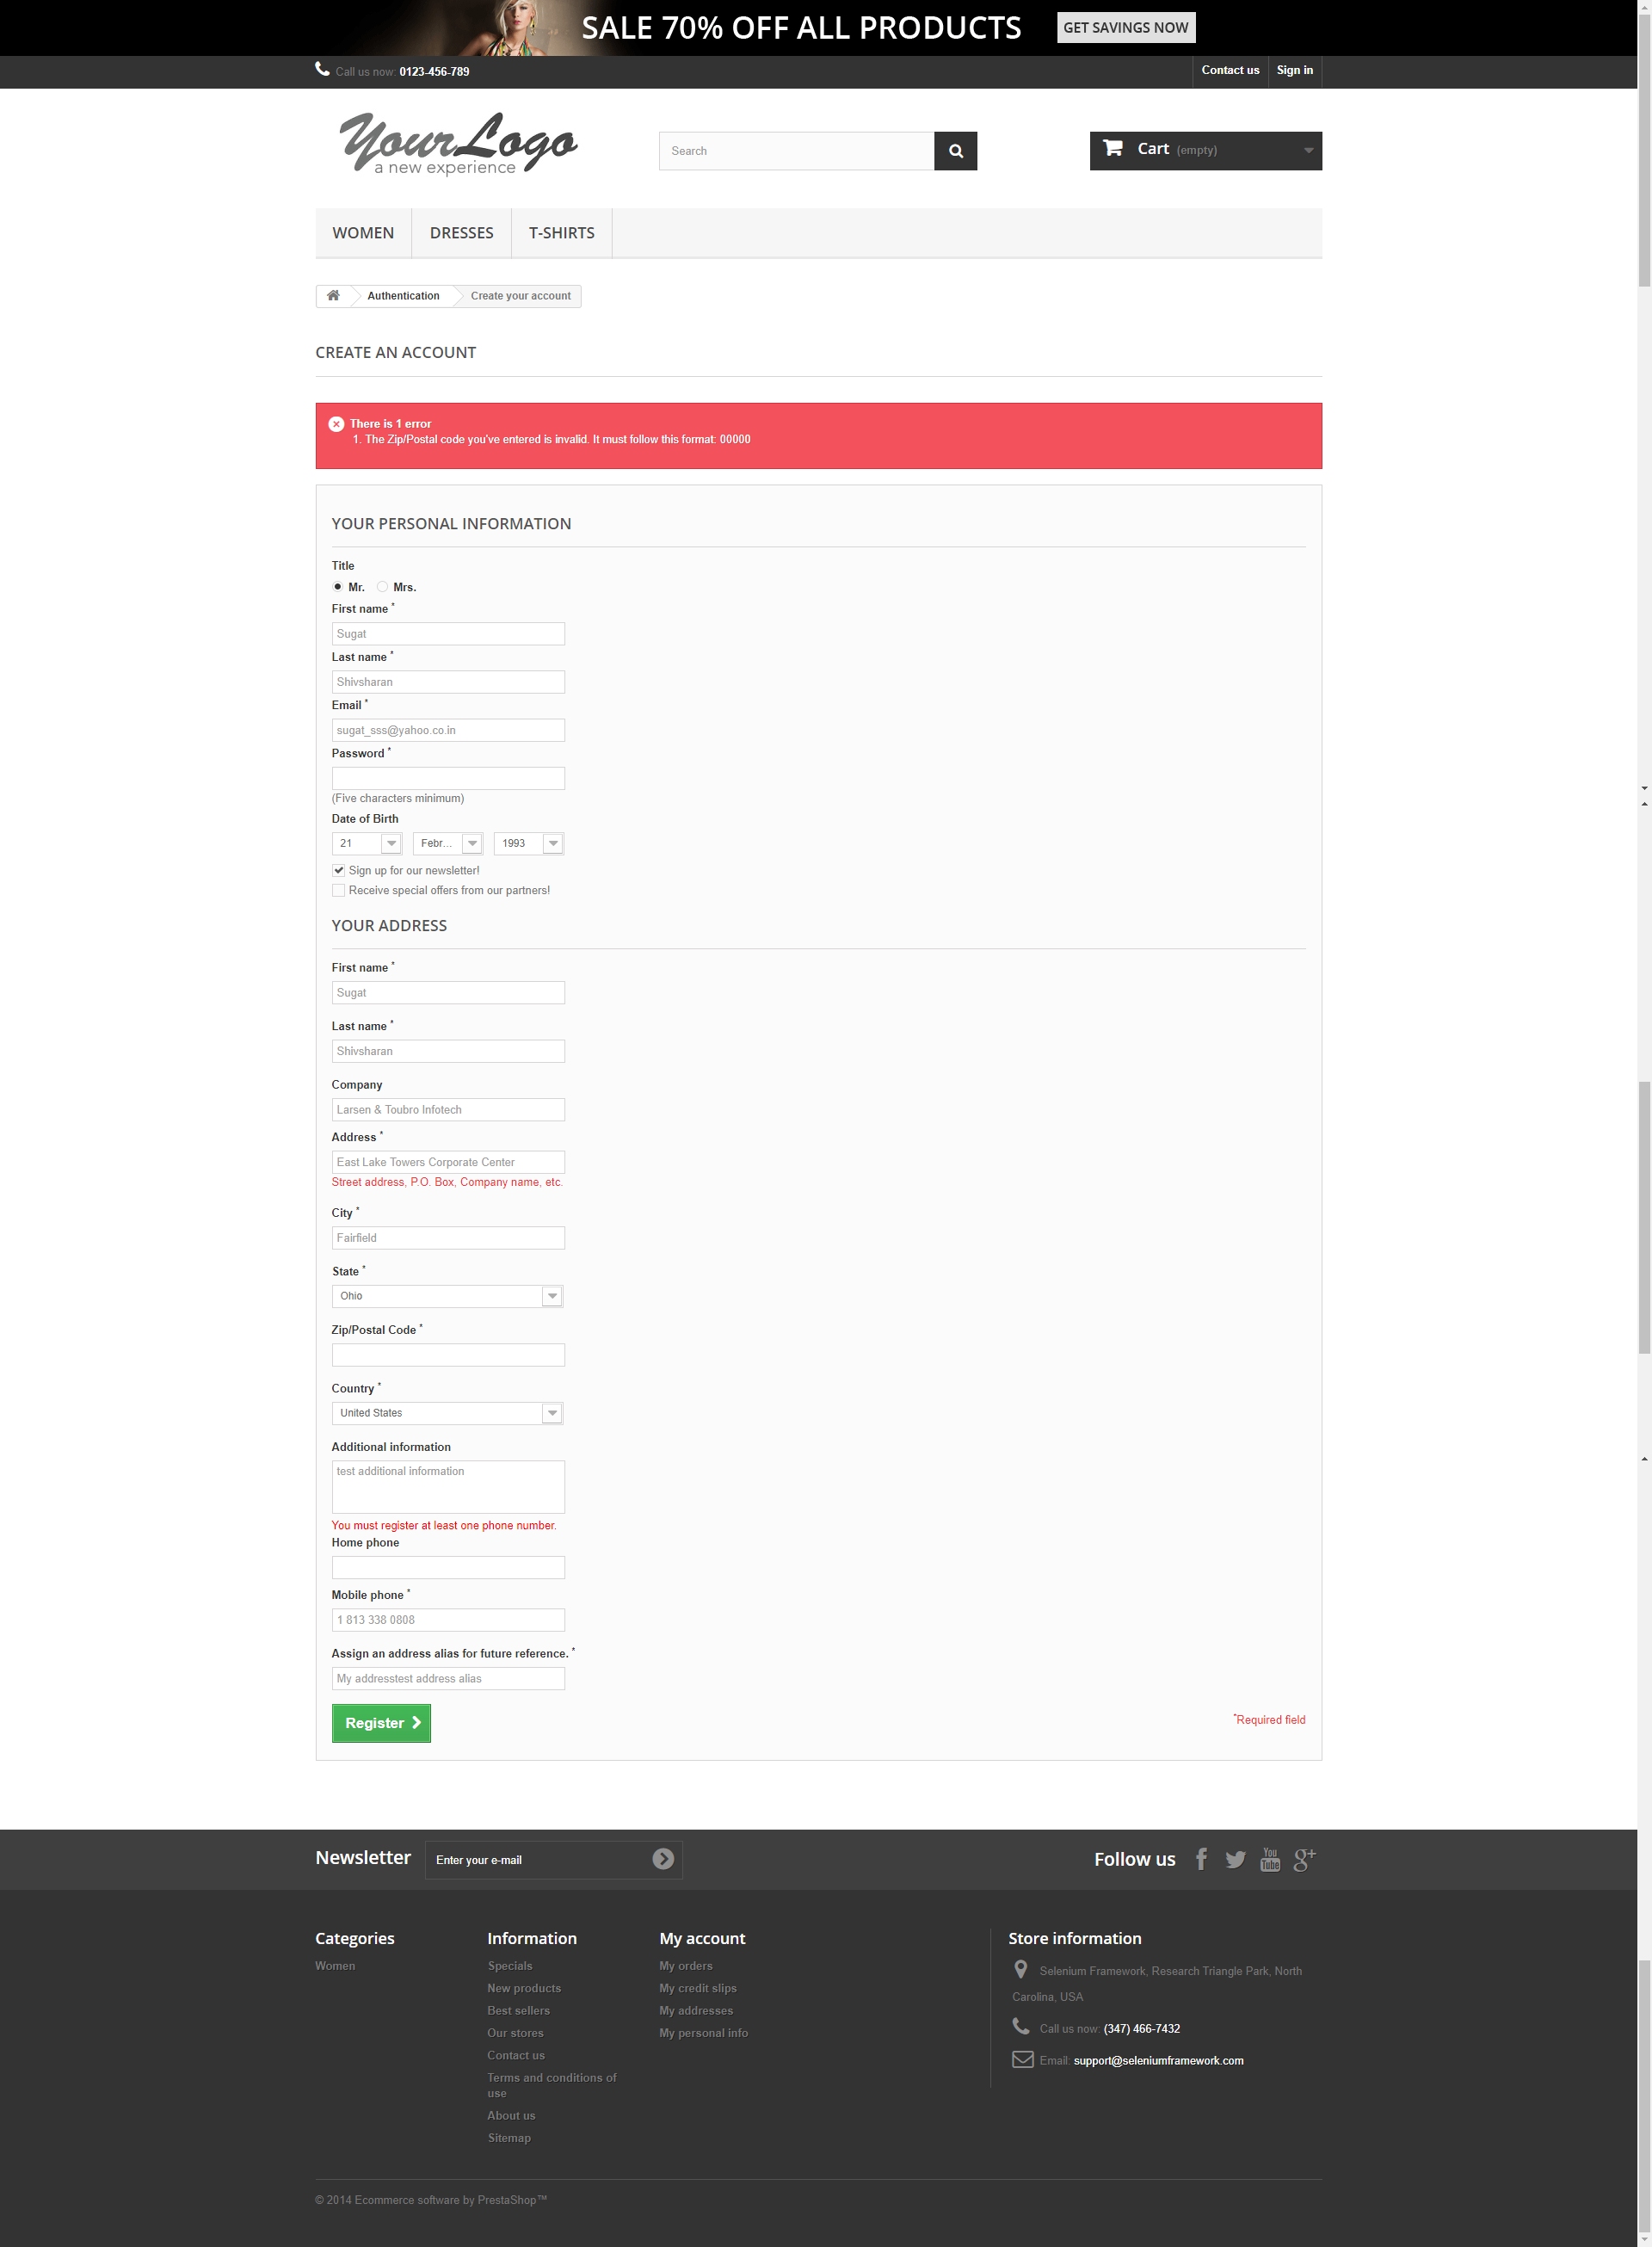 SALE 70% OFF ALL PRODUCTS GET SAVINGS NOW
Call us now: 0123-456-789 Contact us Sign in
YourLogo
a new experience
Search
Cart (empty)
WOMEN DRESSES T-SHIRTS
Authentication Create your account
CREATE AN ACCOUNT
There is 1 error
1. The Zip/Postal code you've entered is invalid. It must follow this format: 00000
YOUR PERSONAL INFORMATION
Title
Mr. Mrs.
First name *
Sugat
Last name *
Shivsharan
Email *
sugat_sss@yahoo.co.in
Password *
(Five characters minimum)
Date of Birth
21 Febr... 1993
Sign up for our newsletter!
Receive special offers from our partners!
YOUR ADDRESS
First name *
Sugat
Last name *
Shivsharan
Company
Larsen & Toubro Infotech
Address *
East Lake Towers Corporate Center
Street address, P.O. Box, Company name, etc.
City *
Fairfield
State *
Ohio
Zip/Postal Code *
Country *
United States
Additional information
test additional information
You must register at least one phone number.
Home phone
Mobile phone *
1 813 338 0808
Assign an address alias for future reference. *
My addresstest address alias
Register
*Required field
Newsletter Enter your e-mail Follow us
Categories
Women
Information
Specials
New products
Best sellers
Our stores
Contact us
Terms and conditions of
use
About us
Sitemap
My account
My orders
My credit slips
My addresses
My personal info
Store information
Selenium Framework, Research Triangle Park, North
Carolina, USA
Call us now: (347) 466-7432
Email: support@seleniumframework.com
© 2014 Ecommerce software by PrestaShop™